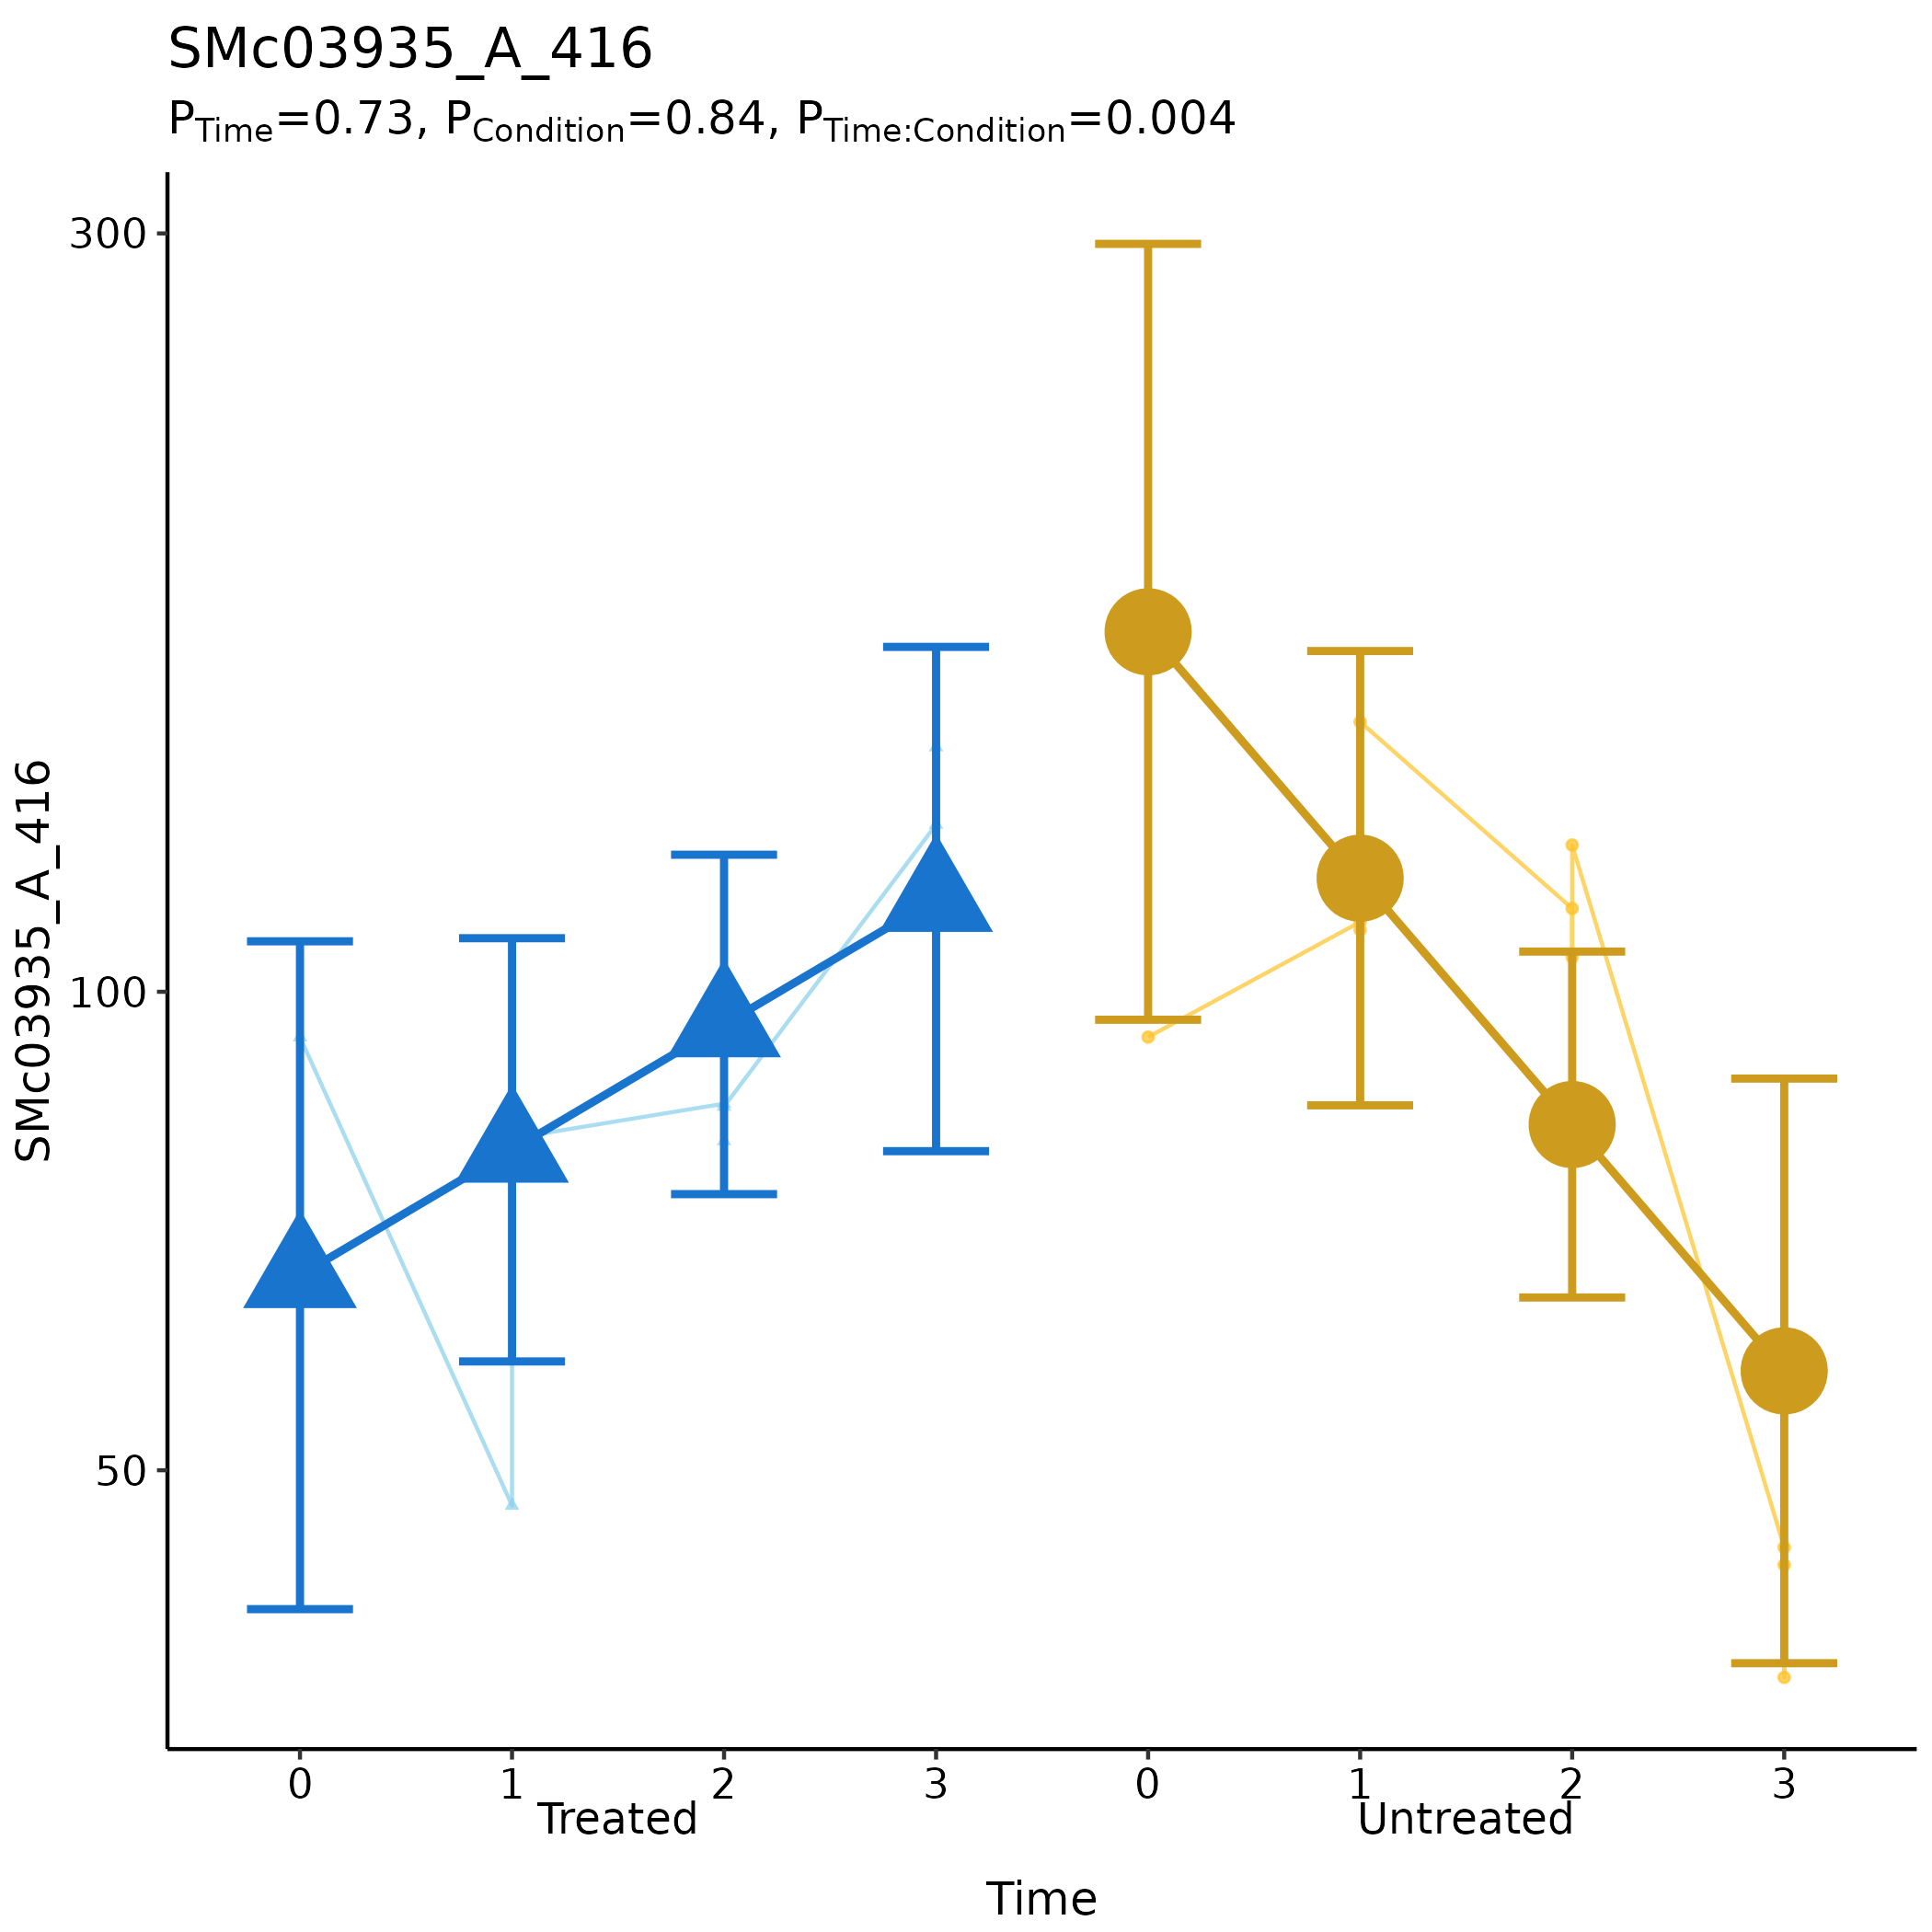 SMc03935_A_416
PTime=0.73, PCondition=0.84, PTime:Condition=0.004
SMc03935_A_416
300
100
50
0 1 2 3 0 1 2 3
Treated Untreated
Time